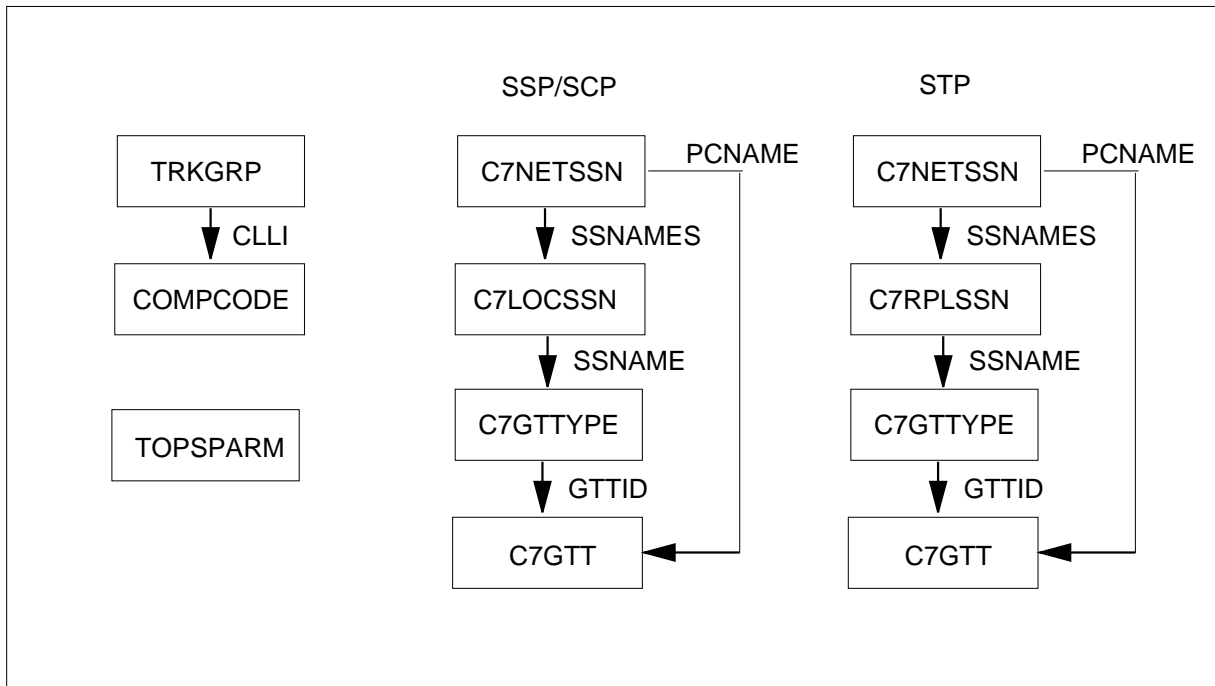 SSP/SCP
STP
TRKGRP
CLLI
COMPCODE
TOPSPARM
C7NETSSN
PCNAME
SSNAMES
C7LOCSSN
SSNAME
C7GTTYPE
GTTID
C7GTT
C7NETSSN
PCNAME
SSNAMES
C7RPLSSN
SSNAME
C7GTTYPE
GTTID
C7GTT